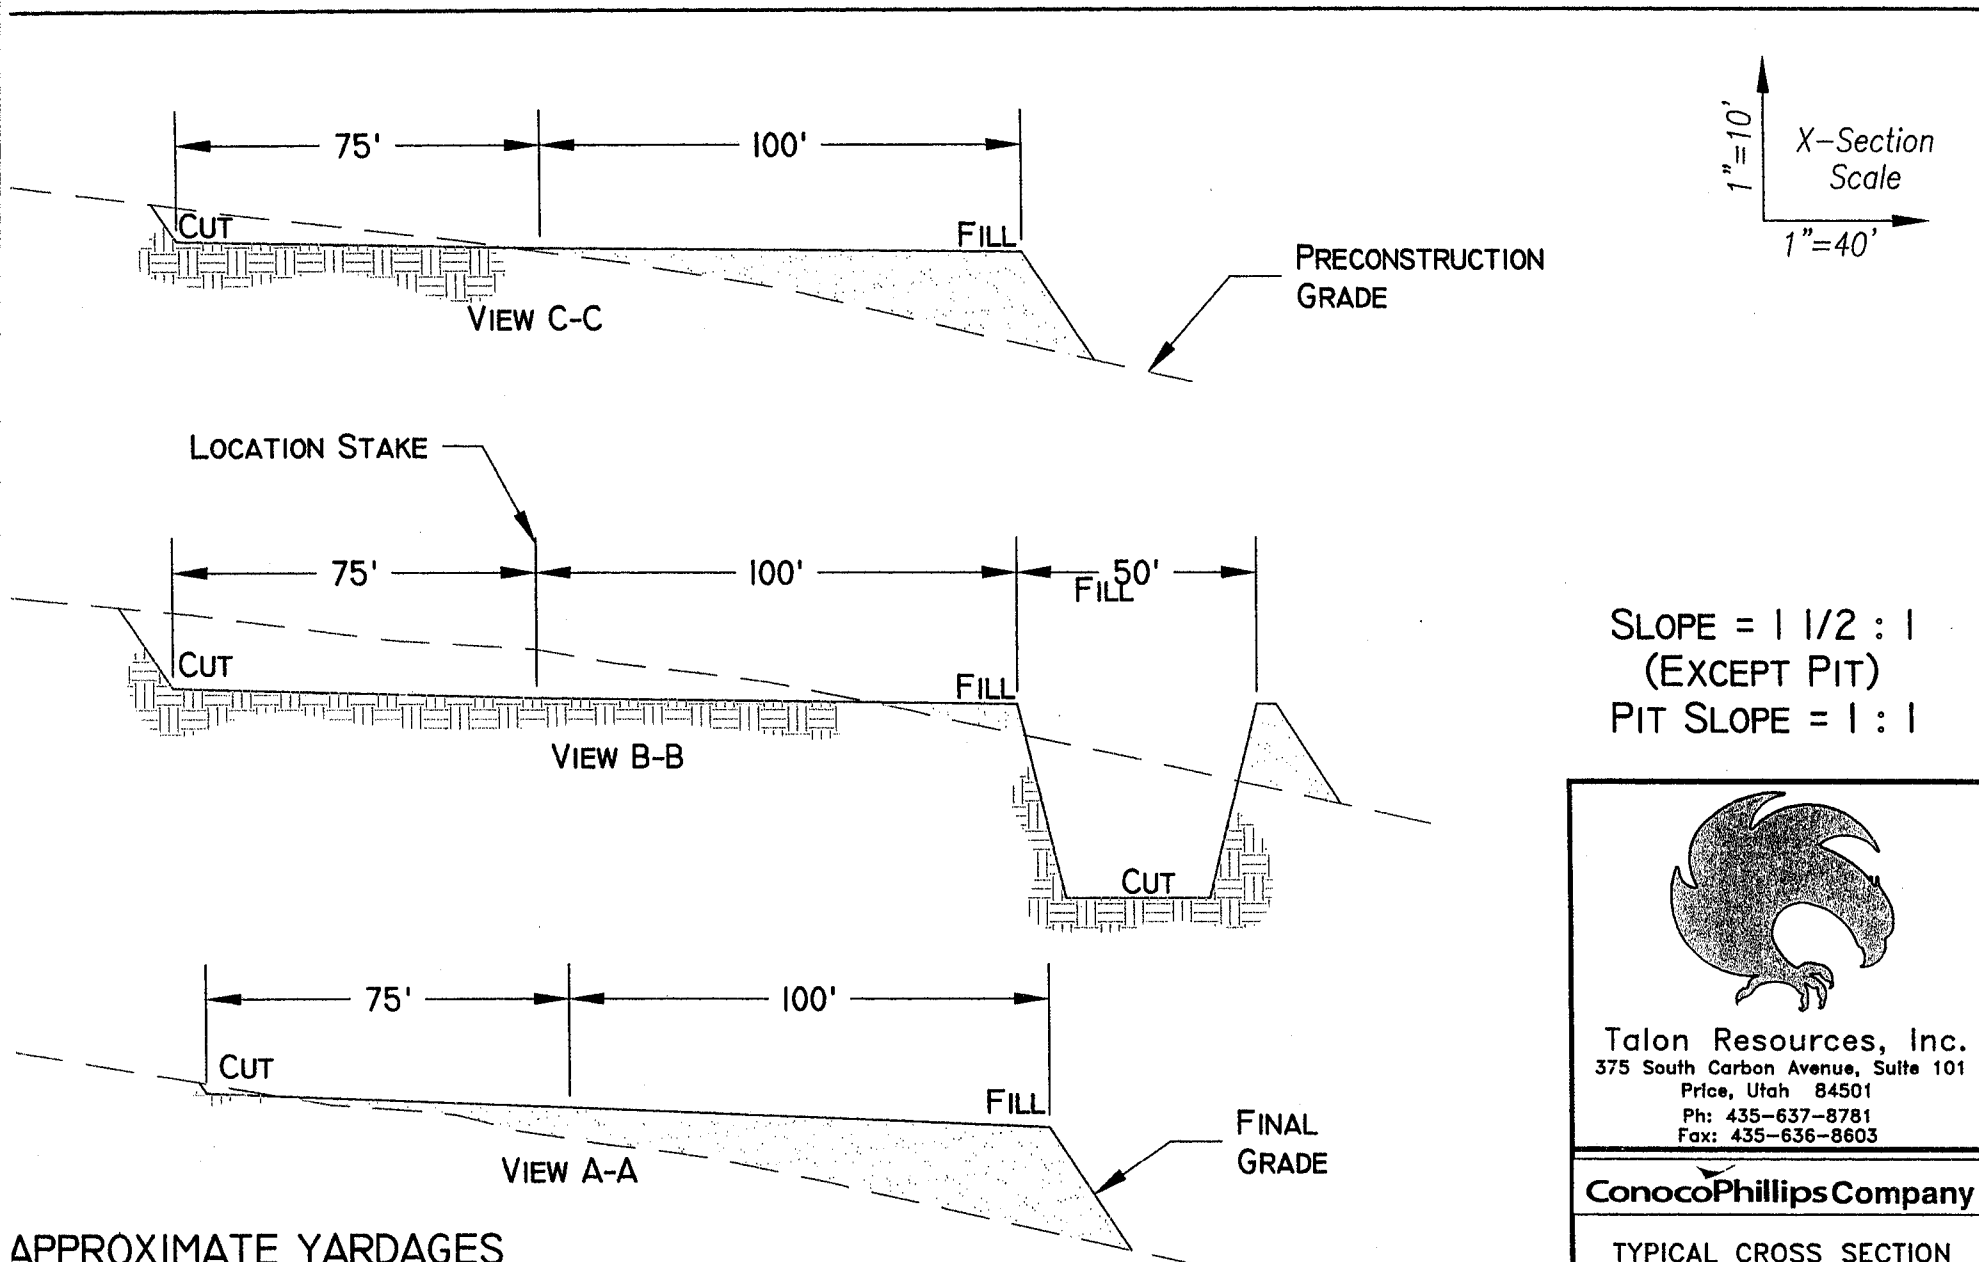 75' 100'
1"=10'
X-Section
Scale
1"=40'
CUT FILL
VIEW C-C
PRECONSTRUCTION
GRADE
LOCATION STAKE
75' 100' 50'
FILL
CUT FILL
VIEW B-B
CUT
SLOPE = 1 1/2 : 1
(EXCEPT PIT)
PIT SLOPE = 1 : 1
75' 100'
CUT FILL
VIEW A-A
FINAL
GRADE
Talon Resources, Inc.
375 South Carbon Avenue, Suite 101
Price, Utah 84501
Ph: 435-637-8781
Fax: 435-636-8603
ConocoPhillips Company
TYPICAL CROSS SECTION
APPROXIMATE YARDAGES